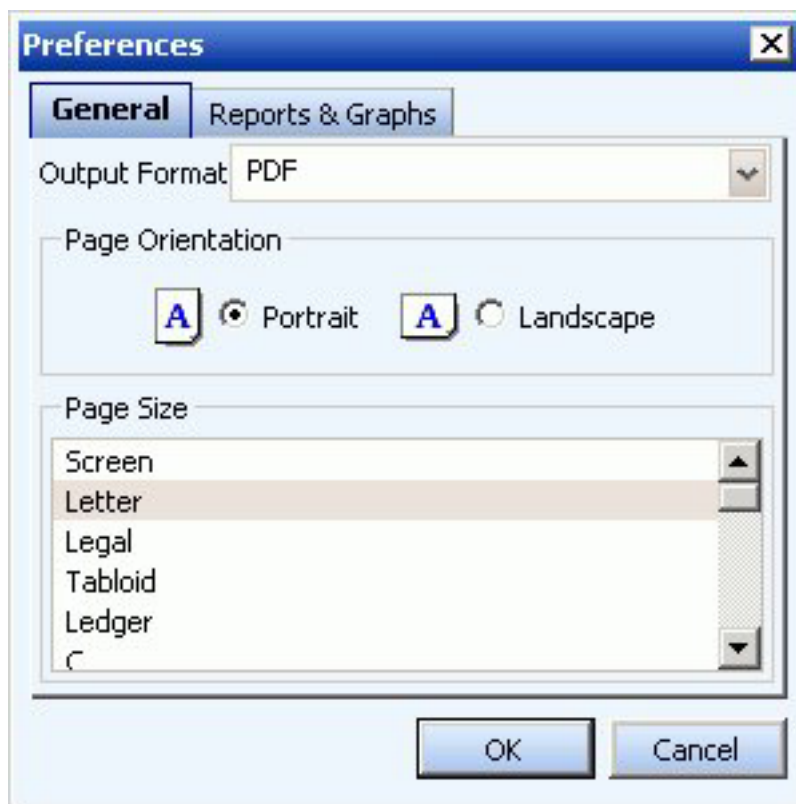 Preferences
General Reports & Graphs
Output Format PDF
Page Orientation
A Portrait A Landscape
Page Size
Screen
Letter
Legal
Tabloid
Ledger
OK Cancel